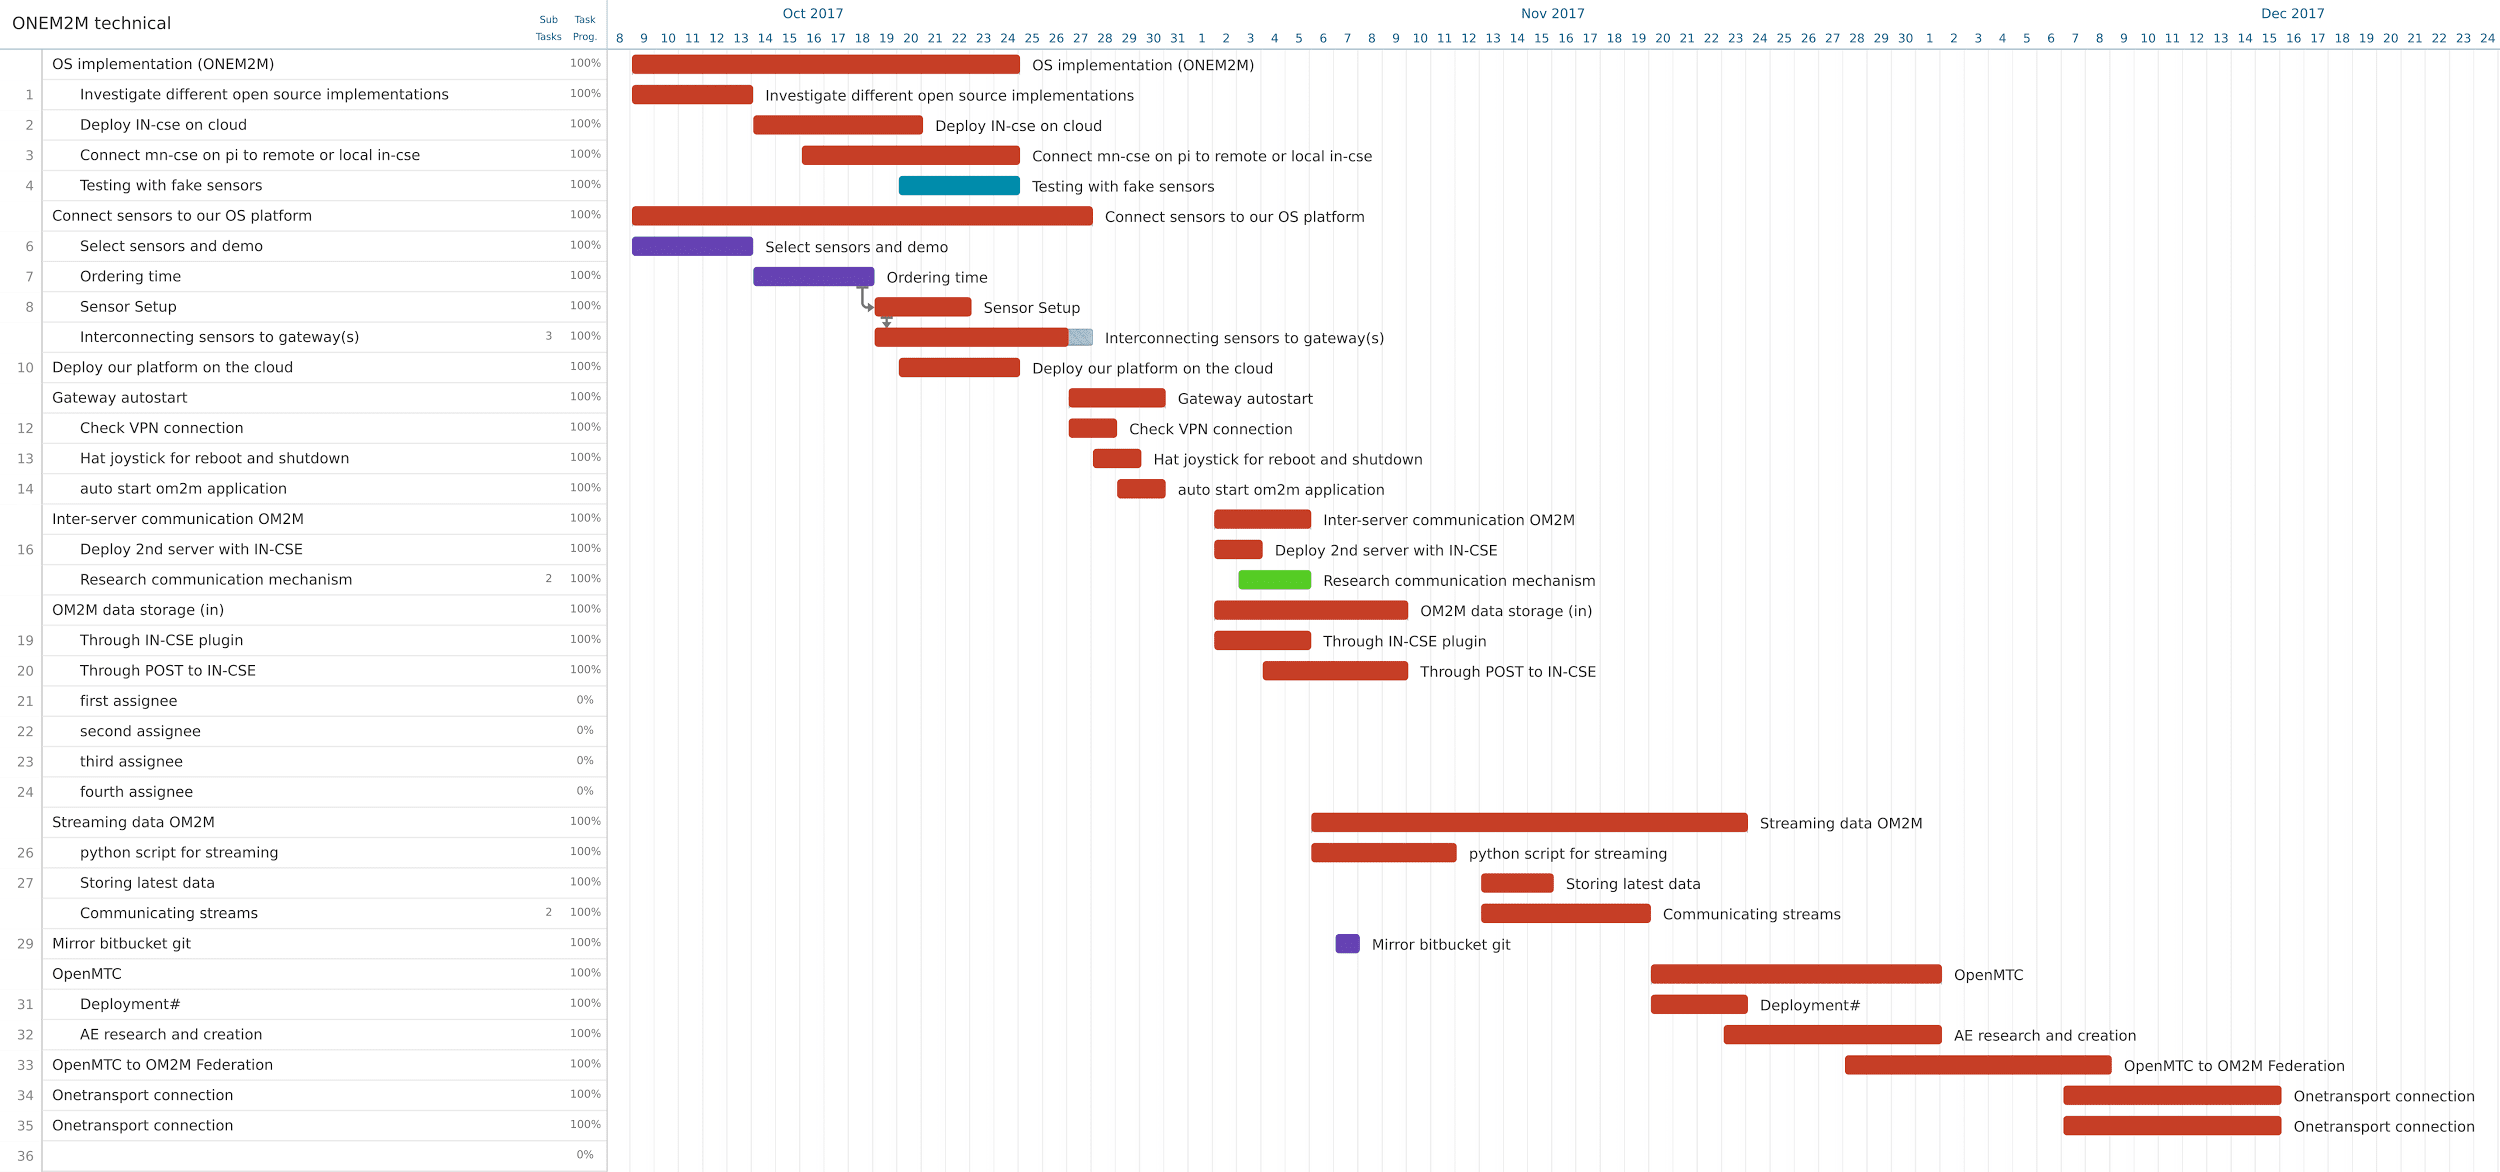 ONEM2M technical
Sub Tasks
Task Prog.
Oct 2017 Nov 2017 Dec 2017
8 9 10 11 12 13 14 15 16 17 18 19 20 21 22 23 24 25 26 27 28 29 30 31 1 2 3 4 5 6 7 8 9 10 11 12 13 14 15 16 17 18 19 20 21 22 23 24 25 26 27 28 29 30 1 2 3 4 5 6 7 8 9 10 11 12 13 14 15 16 17 18 19 20 21 22 23 24
OS implementation (ONEM2M) 100% OS implementation (ONEM2M)
1 Investigate different open source implementations 100% Investigate different open source implementations
2 Deploy IN-cse on cloud 100% Deploy IN-cse on cloud
3 Connect mn-cse on pi to remote or local in-cse 100% Connect mn-cse on pi to remote or local in-cse
4 Testing with fake sensors 100% Testing with fake sensors
Connect sensors to our OS platform 100% Connect sensors to our OS platform
6 Select sensors and demo 100% Select sensors and demo
7 Ordering time 100% Ordering time
8 Sensor Setup 100% Sensor Setup
Interconnecting sensors to gateway(s) 3 100% Interconnecting sensors to gateway(s)
10 Deploy our platform on the cloud 100% Deploy our platform on the cloud
Gateway autostart 100% Gateway autostart
12 Check VPN connection 100% Check VPN connection
13 Hat joystick for reboot and shutdown 100% Hat joystick for reboot and shutdown
14 auto start om2m application 100% auto start om2m application
Inter-server communication OM2M 100% Inter-server communication OM2M
16 Deploy 2nd server with IN-CSE 100% Deploy 2nd server with IN-CSE
Research communication mechanism 2 100% Research communication mechanism
OM2M data storage (in) 100% OM2M data storage (in)
19 Through IN-CSE plugin 100% Through IN-CSE plugin
20 Through POST to IN-CSE 100% Through POST to IN-CSE
21 first assignee 0%
22 second assignee 0%
23 third assignee 0%
24 fourth assignee 0%
Streaming data OM2M 100% Streaming data OM2M
26 python script for streaming 100% python script for streaming
27 Storing latest data 100% Storing latest data
Communicating streams 2 100% Communicating streams
29 Mirror bitbucket git 100% Mirror bitbucket git
OpenMTC 100% OpenMTC
31 Deployment# 100% Deployment#
32 AE research and creation 100% AE research and creation
33 OpenMTC to OM2M Federation 100% OpenMTC to OM2M Federation
34 Onetransport connection 100% Onetransport connection
35 Onetransport connection 100% Onetransport connection
36 0%